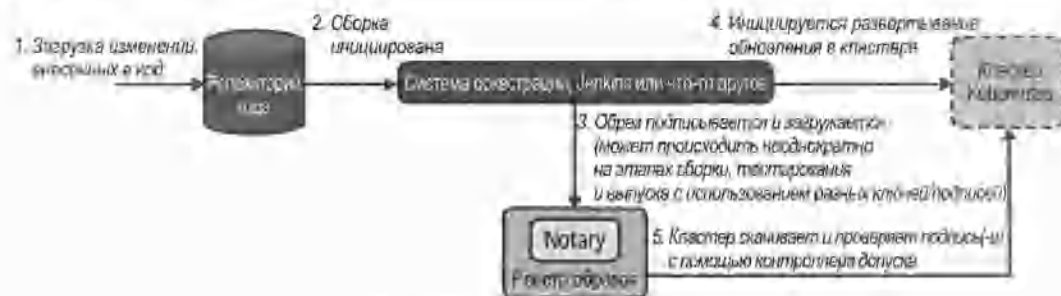 1. Загрузка изменений,
внесенных в код
Репозиторий
кода
2. Сборка
инициирована
Система оркестрации, Jenkins или что-то другое
4. Инициируется развертывание
обновления в кластере
Кластер
Kubernetes
3. Образ подписывается и загружается
(может происходить неоднократно
на этапах сборки, тестирования
и выпуска с использованием разных ключей/подписей)
Notary
Реестр образов
5. Кластер скачивает и проверяет подпись(-и)
с помощью контроллера допуска